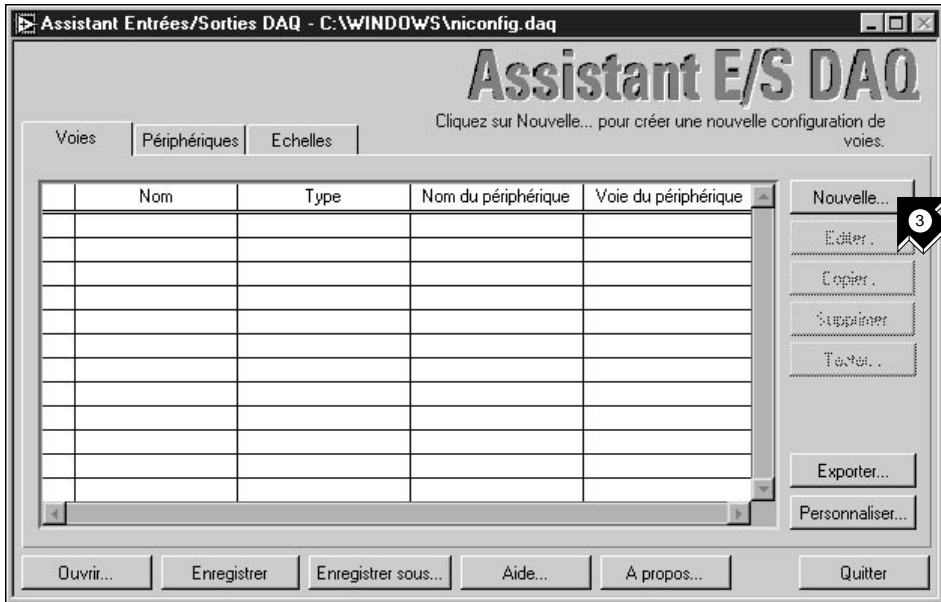 Assistant Entrées/Sorties DAQ - C:\WINDOWS\niconfig.daq
Assistant E/S DAQ
Cliquez sur Nouvelle... pour créer une nouvelle configuration de
voies.
Voies Périphériques Echelles
Nom Type Nom du périphérique Voie du périphérique
Nouvelle...
3
Editer...
Copier...
Supprimer
Tester...
Exporter...
Personnaliser...
Ouvrir... Enregistrer Enregistrer sous... Aide... A propos... Quitter